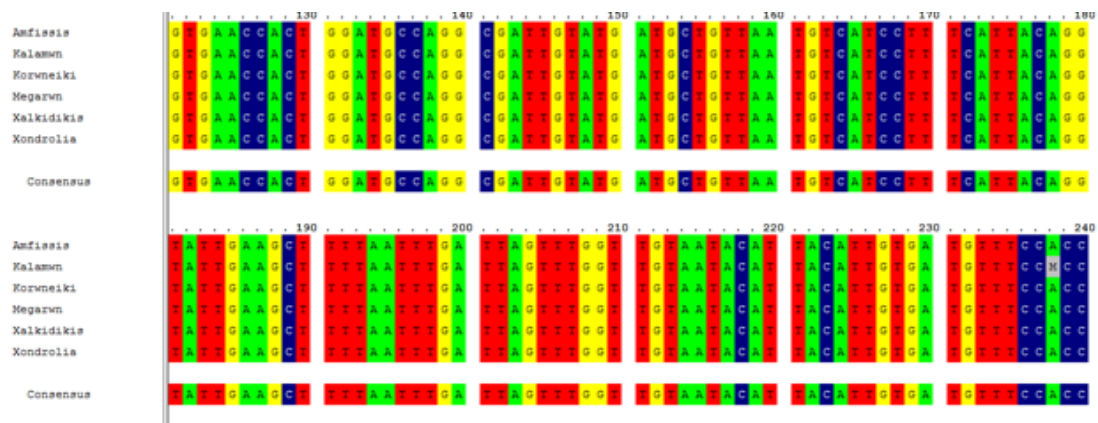 130 140 150 160 170 180
Amfissis GTGAACCACT GGATGCCAGG CGATTGTATG ATGCTGTTAA TGTCATCCTT TCATTACAGG
Kalamwn GTGAACCACT GGATGCCAGG CGATTGTATG ATGCTGTTAA TGTCATCCTT TCATTACAGG
Korwneiki GTGAACCACT GGATGCCAGG CGATTGTATG ATGCTGTTAA TGTCATCCTT TCATTACAGG
Megarwn GTGAACCACT GGATGCCAGG CGATTGTATG ATGCTGTTAA TGTCATCCTT TCATTACAGG
Xalkidikis GTGAACCACT GGATGCCAGG CGATTGTATG ATGCTGTTAA TGTCATCCTT TCATTACAGG
Xondrolia GTGAACCACT GGATGCCAGG CGATTGTATG ATGCTGTTAA TGTCATCCTT TCATTACAGG
Consensus GTGAACCACT GGATGCCAGG CGATTGTATG ATGCTGTTAA TGTCATCCTT TCATTACAGG
190 200 210 220 230 240
Amfissis TATTGAAGCT TTTAATTTGA TTAGTTTGGT TGTAATACAT TACATTGTGA TGTTTCCACC
Kalamwn TATTGAAGCT TTTAATTTGA TTAGTTTGGT TGTAATACAT TACATTGTGA TGTTTCCMCC
Korwneiki TATTGAAGCT TTTAATTTGA TTAGTTTGGT TGTAATACAT TACATTGTGA TGTTTCCACC
Megarwn TATTGAAGCT TTTAATTTGA TTAGTTTGGT TGTAATACAT TACATTGTGA TGTTTCCACC
Xalkidikis TATTGAAGCT TTTAATTTGA TTAGTTTGGT TGTAATACAT TACATTGTGA TGTTTCCACC
Xondrolia TATTGAAGCT TTTAATTTGA TTAGTTTGGT TGTAATACAT TACATTGTGA TGTTTCCACC
Consensus TATTGAAGCT TTTAATTTGA TTAGTTTGGT TGTAATACAT TACATTGTGA TGTTTCCACC